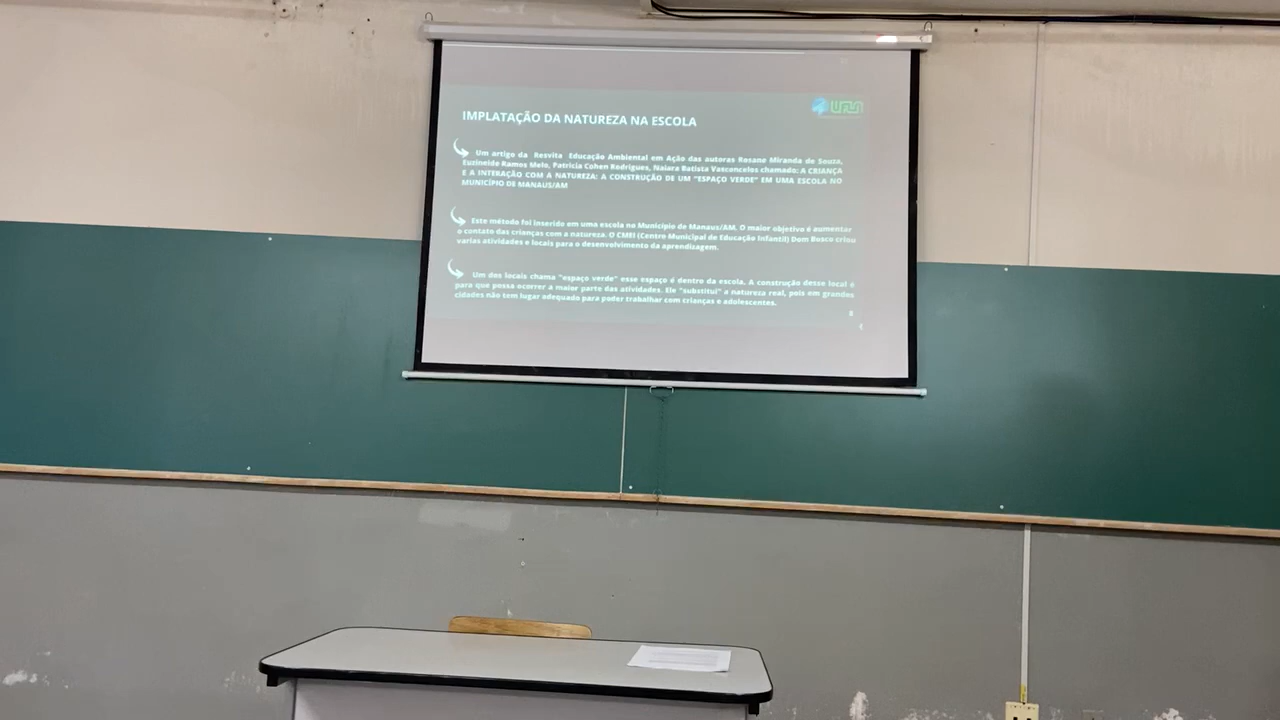 IMPLATAÇÃO DA NATUREZA NA ESCOLA
Um artigo da Resvita Educação Ambiental em Ação das autoras Rosane Miranda de Souza,
Euzineide Ramos Melo, Patricia Cohen Rodrigues, Naiara Batista Vasconcelos chamado: A CRIANÇA
E A INTERAÇÃO COM A NATUREZA: A CONSTRUÇÃO DE UM "ESPAÇO VERDE" EM UMA ESCOLA NO
MUNICÍPIO DE MANAUS/AM
Este método foi inserido em uma escola no Município de Manaus/AM. O maior objetivo é aumentar
o contato das crianças com a natureza. O CMEI (Centro Municipal de Educação Infantil) Dom Bosco criou
varias atividades e locais para o desenvolvimento da aprendizagem.
Um dos locais chama "espaço verde" esse espaço é dentro da escola. A construção desse local é
para que possa ocorrer a maior parte das atividades. Ele "substitui" a natureza real, pois em grandes
cidades não tem lugar adequado para poder trabalhar com crianças e adolescentes.